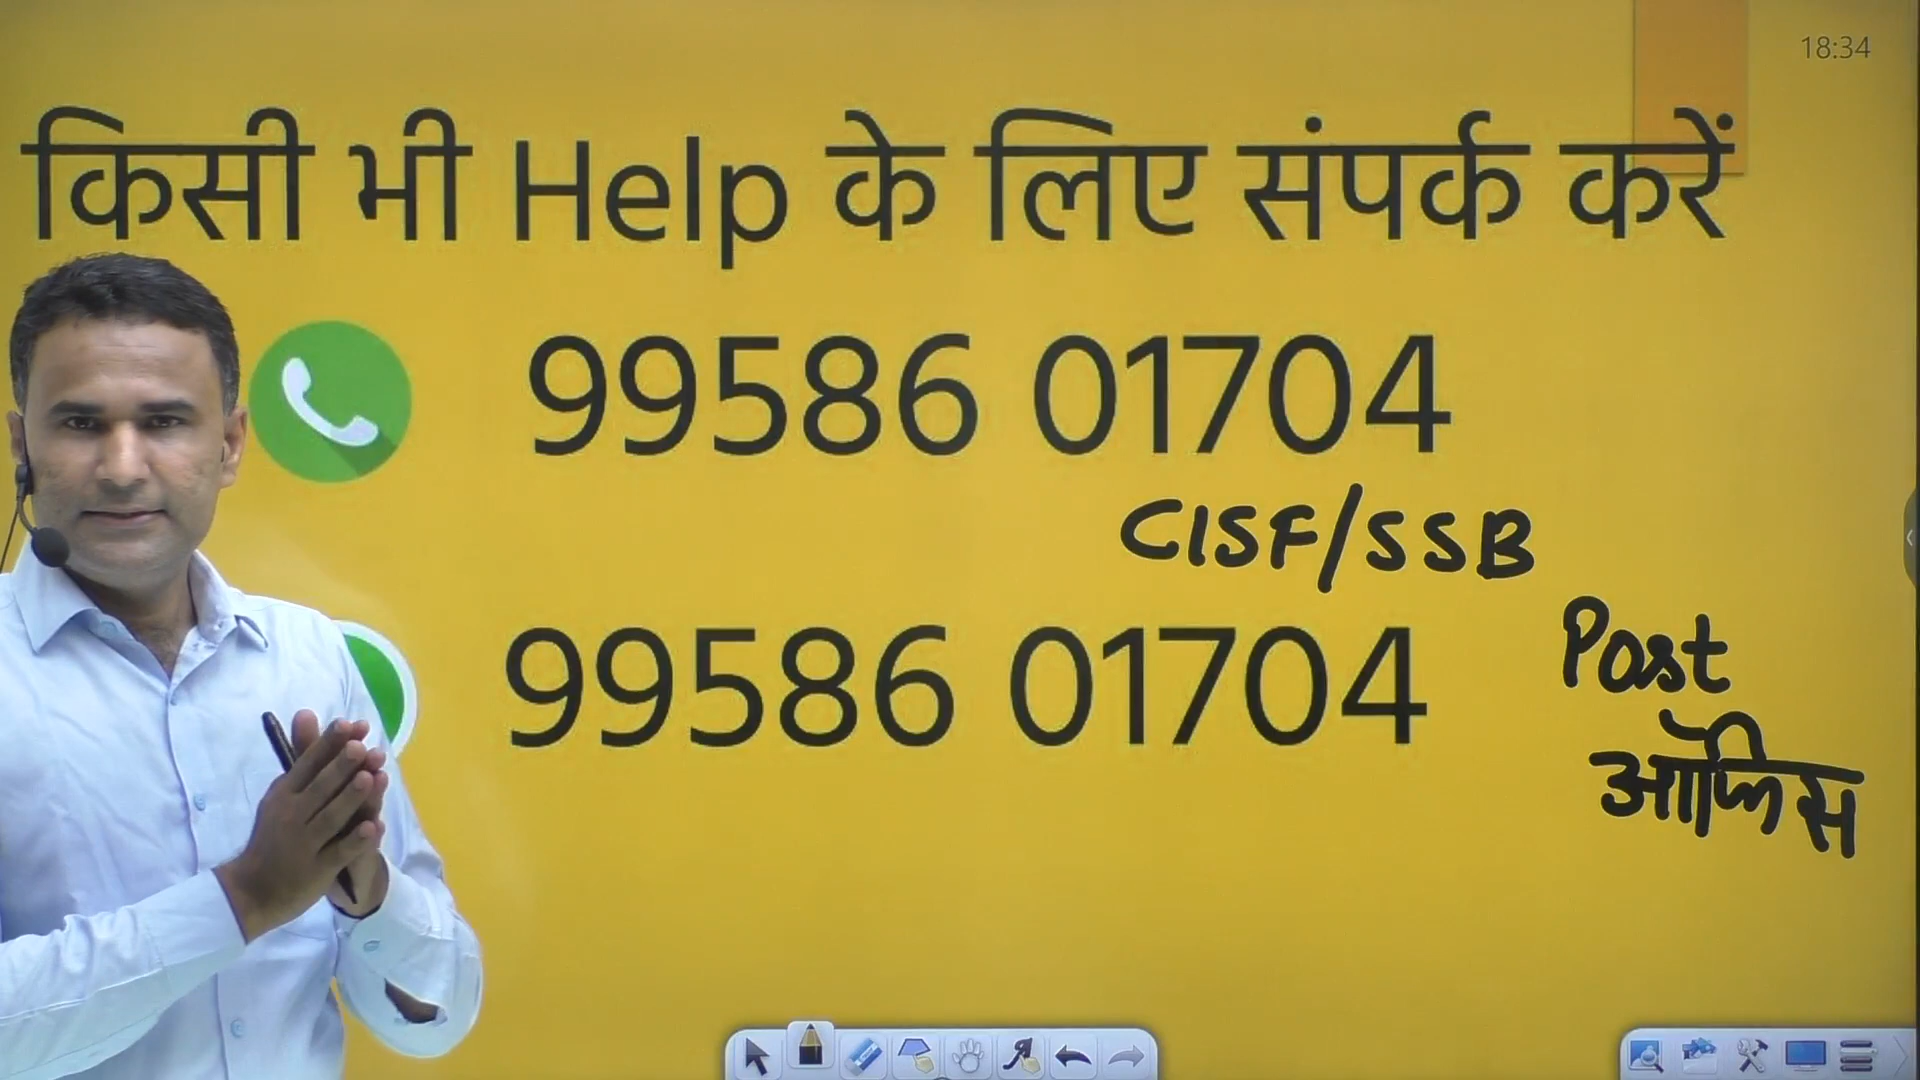 18:34
किसी भी Help के लिए संपर्क करें
99586 01704
CISF/SSB
99586 01704
Post
ऑफिस